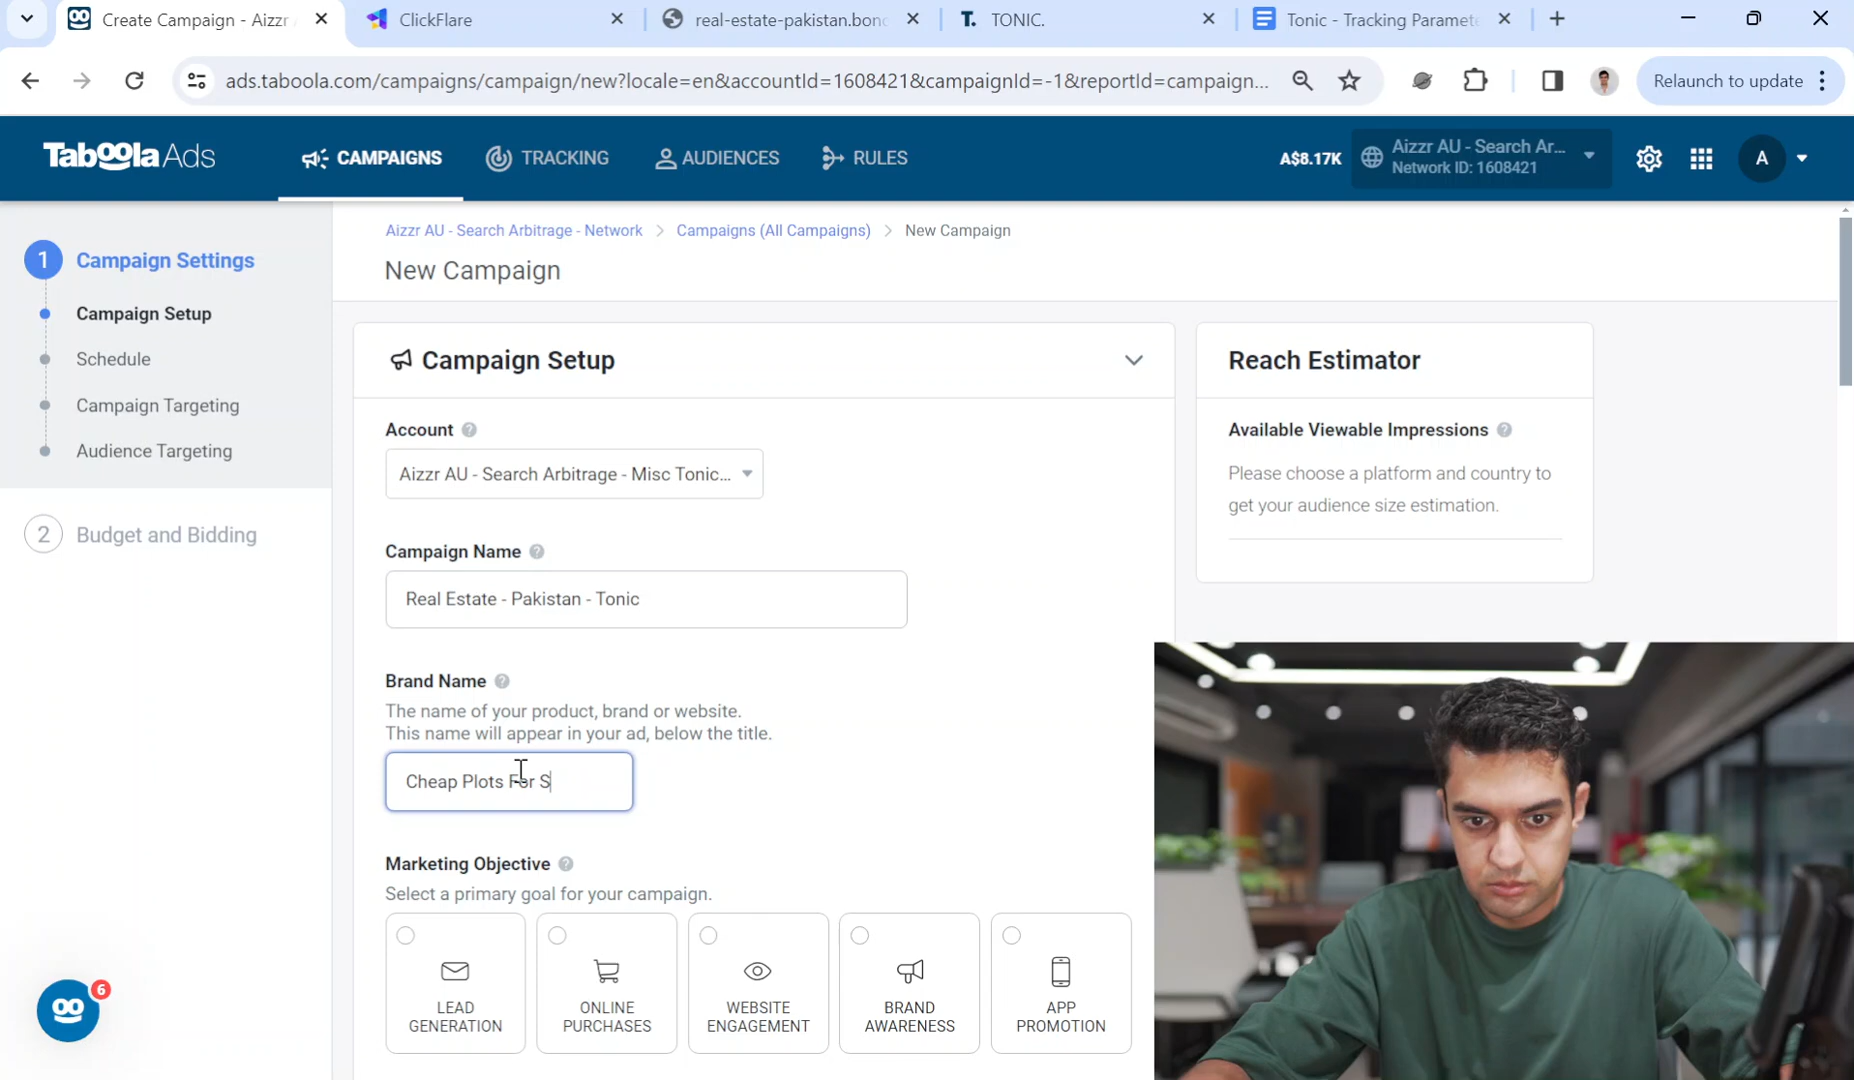 Create Campaign - Aizzr
ClickFlare
real-estate-pakistan.bond
TONIC.
Tonic - Tracking Paramete
ads.taboola.com/campaigns/campaign/new?locale=en&accountId=1608421&campaignId=-1&reportId=campaign...
Relaunch to update
Taboola Ads
CAMPAIGNS
TRACKING
AUDIENCES
RULES
A$8.17K
Aizzr AU - Search Ar...
Network ID: 1608421
A
1 Campaign Settings
Campaign Setup
Schedule
Campaign Targeting
Audience Targeting
2 Budget and Bidding
6
Aizzr AU - Search Arbitrage - Network > Campaigns (All Campaigns) > New Campaign
New Campaign
Campaign Setup
Account
Aizzr AU - Search Arbitrage - Misc Tonic...
Campaign Name
Real Estate - Pakistan - Tonic
Brand Name
The name of your product, brand or website.
This name will appear in your ad, below the title.
Cheap Plots For S
Marketing Objective
Select a primary goal for your campaign.
LEAD
GENERATION
ONLINE
PURCHASES
WEBSITE
ENGAGEMENT
BRAND
AWARENESS
APP
PROMOTION
Reach Estimator
Available Viewable Impressions
Please choose a platform and country to
get your audience size estimation.